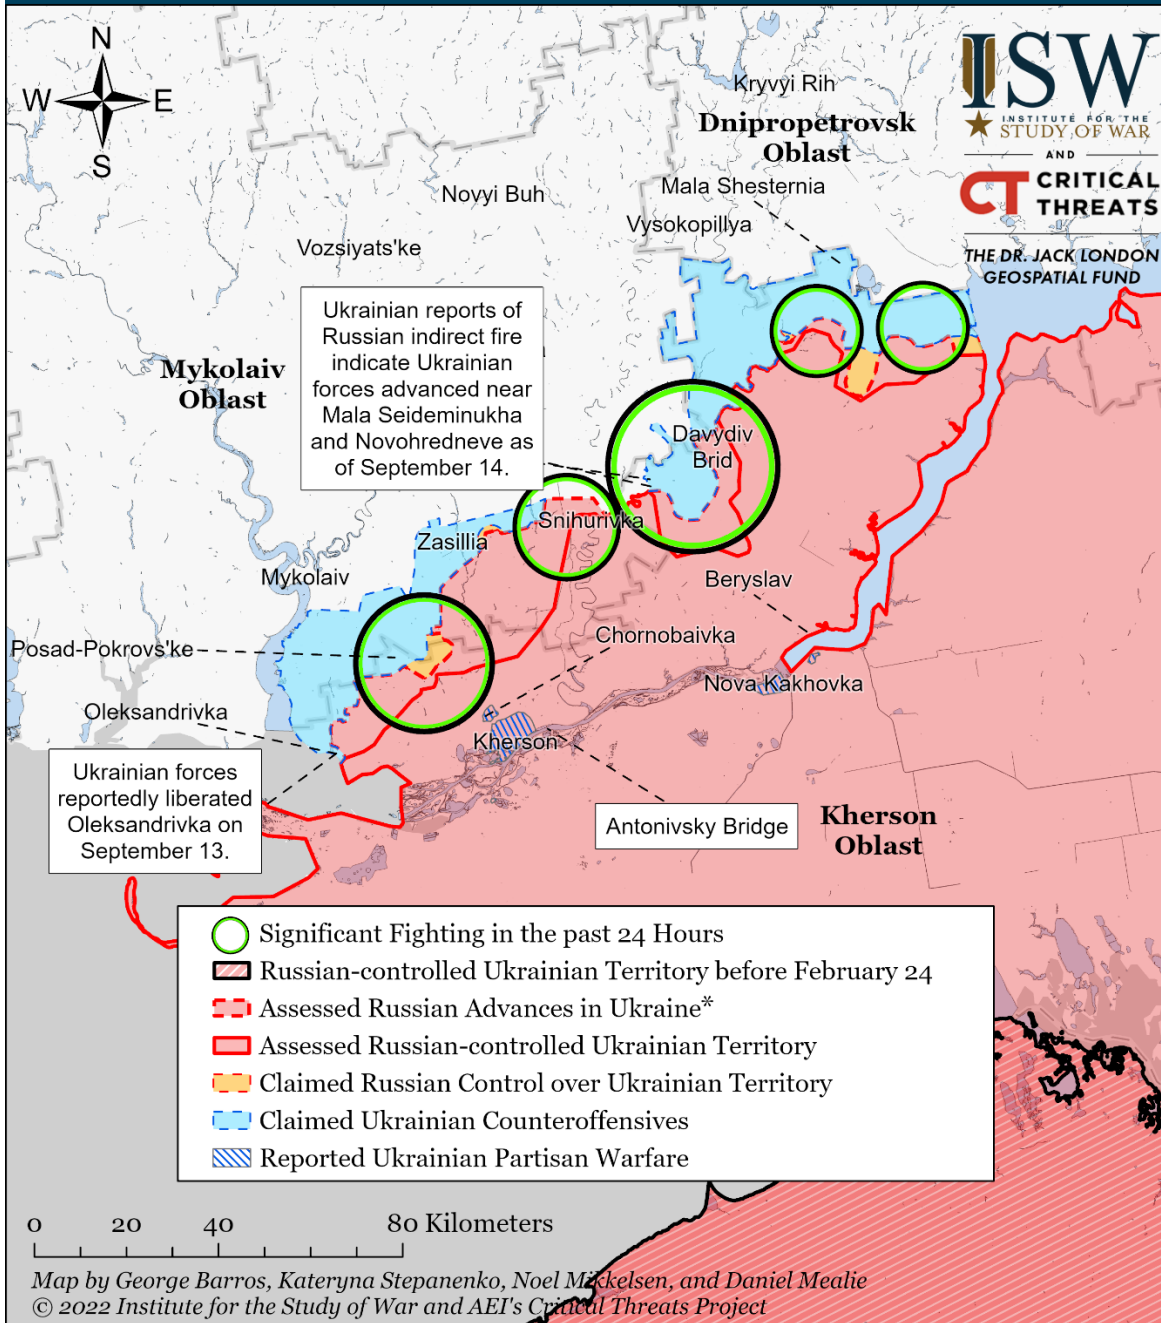 N
W
E
S
ISW
INSTITUTE FOR THE
STUDY OF WAR
AND
CT CRITICAL
THREATS
THE DR. JACK LONDON
GEOSPATIAL FUND
Kryvyi Rih
Dnipropetrovsk
Oblast
Mala Shesternia
Novyi Buh
Vysokopillya
Vozsiyats'ke
Ukrainian reports of
Russian indirect fire
indicate Ukrainian
forces advanced near
Mala Seideminukha
and Novohredneve as
of September 14.
Mykolaiv
Oblast
Davydiv
Brid
Snihurivka
Zasillia
Mykolaiv
Beryslav
Chornobaivka
Posad-Pokrovs'ke
Nova Kakhovka
Oleksandrivka
Kherson
Ukrainian forces
reportedly liberated
Oleksandrivka on
September 13.
Antonivsky Bridge
Kherson
Oblast
Significant Fighting in the past 24 Hours
Russian-controlled Ukrainian Territory before February 24
Assessed Russian Advances in Ukraine*
Assessed Russian-controlled Ukrainian Territory
Claimed Russian Control over Ukrainian Territory
Claimed Ukrainian Counteroffensives
Reported Ukrainian Partisan Warfare
0 20 40 80 Kilometers
Map by George Barros, Kateryna Stepanenko, Noel Mikkelsen, and Daniel Mealie
© 2022 Institute for the Study of War and AEI's Critical Threats Project